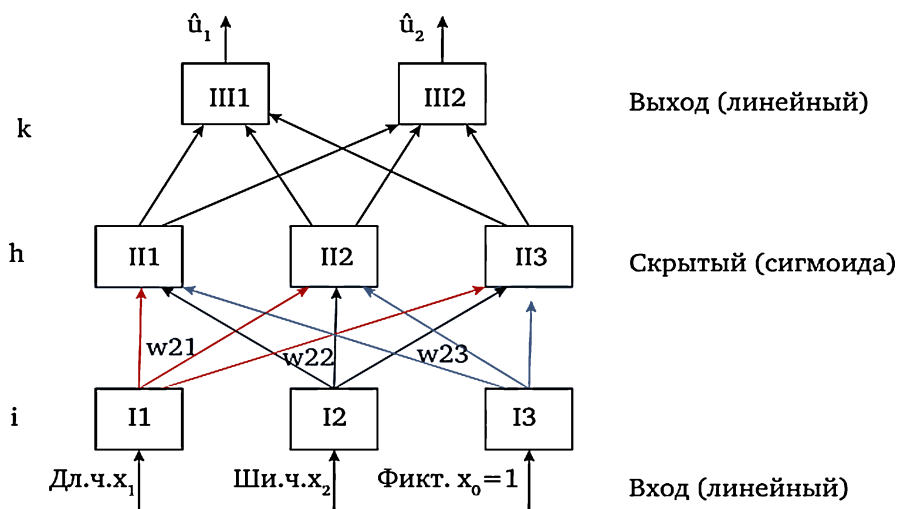 û₁ û₂
III1 III2 Выход (линейный)
k
h II1 II2 II3 Скрытый (сигмоида)
w21 w22 w23
i I1 I2 I3
Дл.ч.x₁ Ши.ч.x₂ Фикт. x₀=1 Вход (линейный)